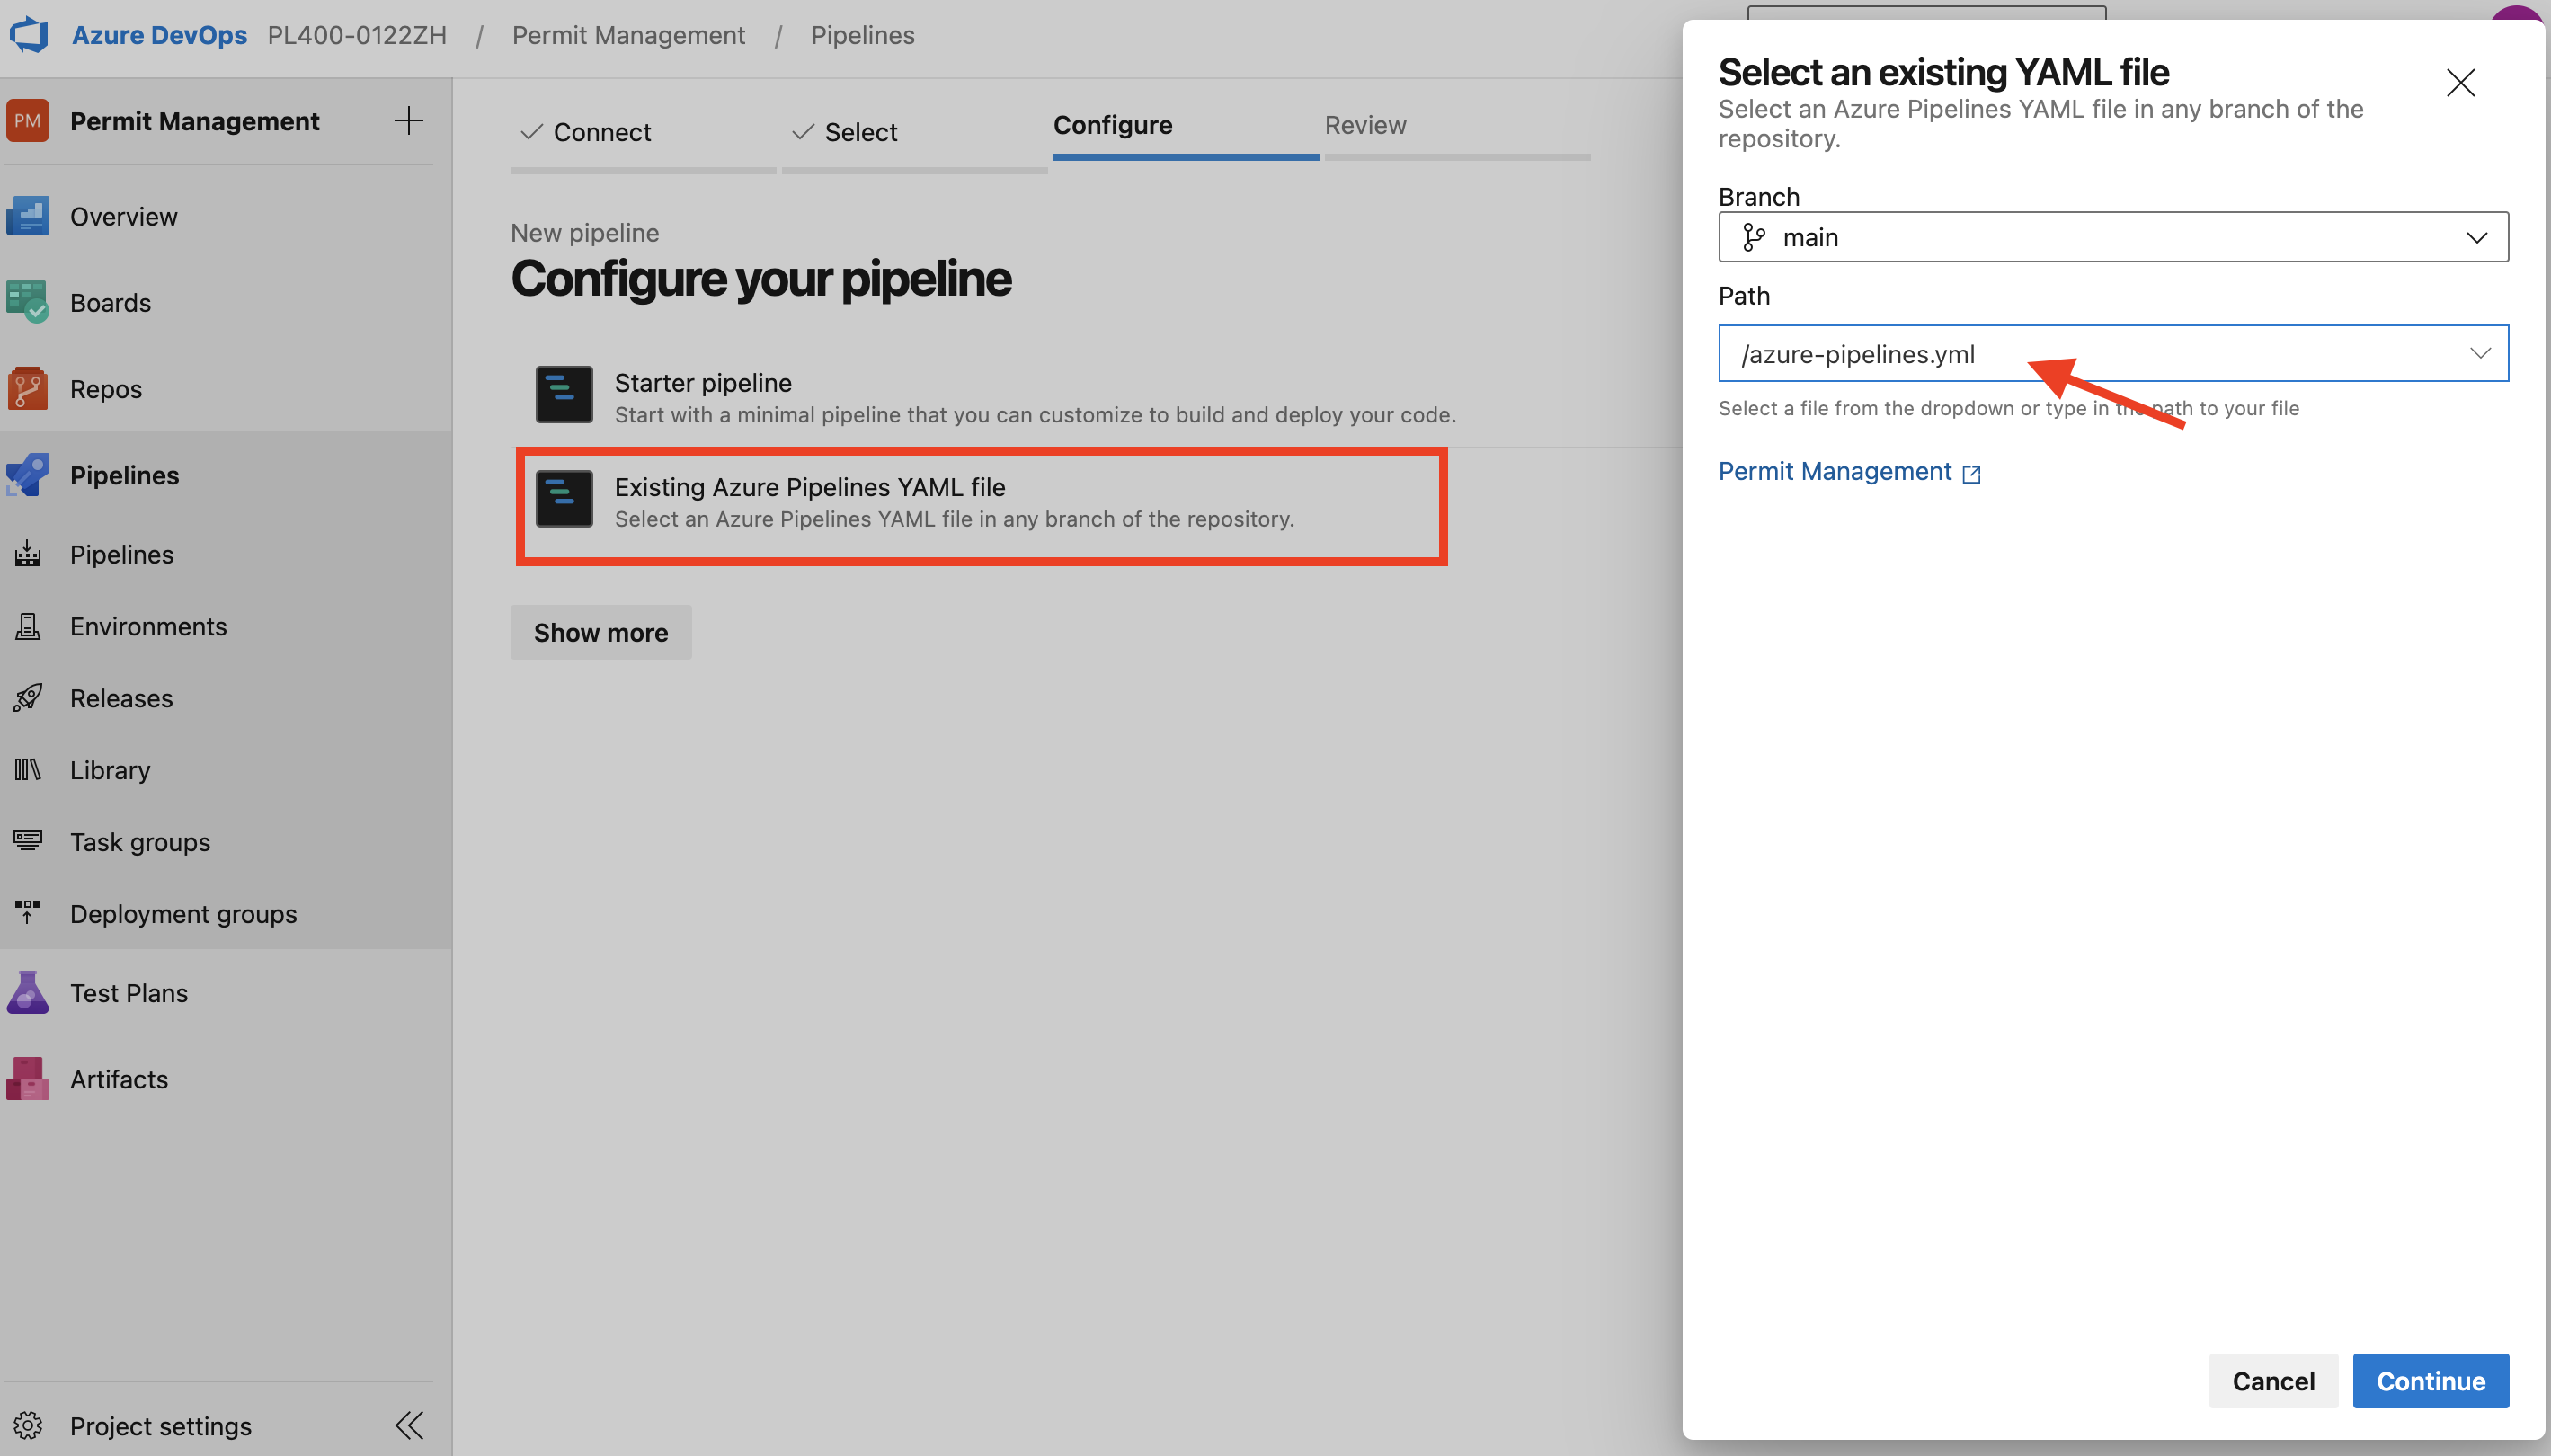 Azure DevOps PL400-0122ZH / Permit Management / Pipelines
PM Permit Management
Overview
Boards
Repos
Pipelines
Pipelines
Environments
Releases
Library
Task groups
Deployment groups
Test Plans
Artifacts
Project settings
Connect Select Configure Review
New pipeline
Configure your pipeline
Starter pipeline
Start with a minimal pipeline that you can customize to build and deploy your code.
Existing Azure Pipelines YAML file
Select an Azure Pipelines YAML file in any branch of the repository.
Show more
Select an existing YAML file
Select an Azure Pipelines YAML file in any branch of the
repository.
Branch
main
Path
/azure-pipelines.yml
Select a file from the dropdown or type in the path to your file
Permit Management
Cancel Continue